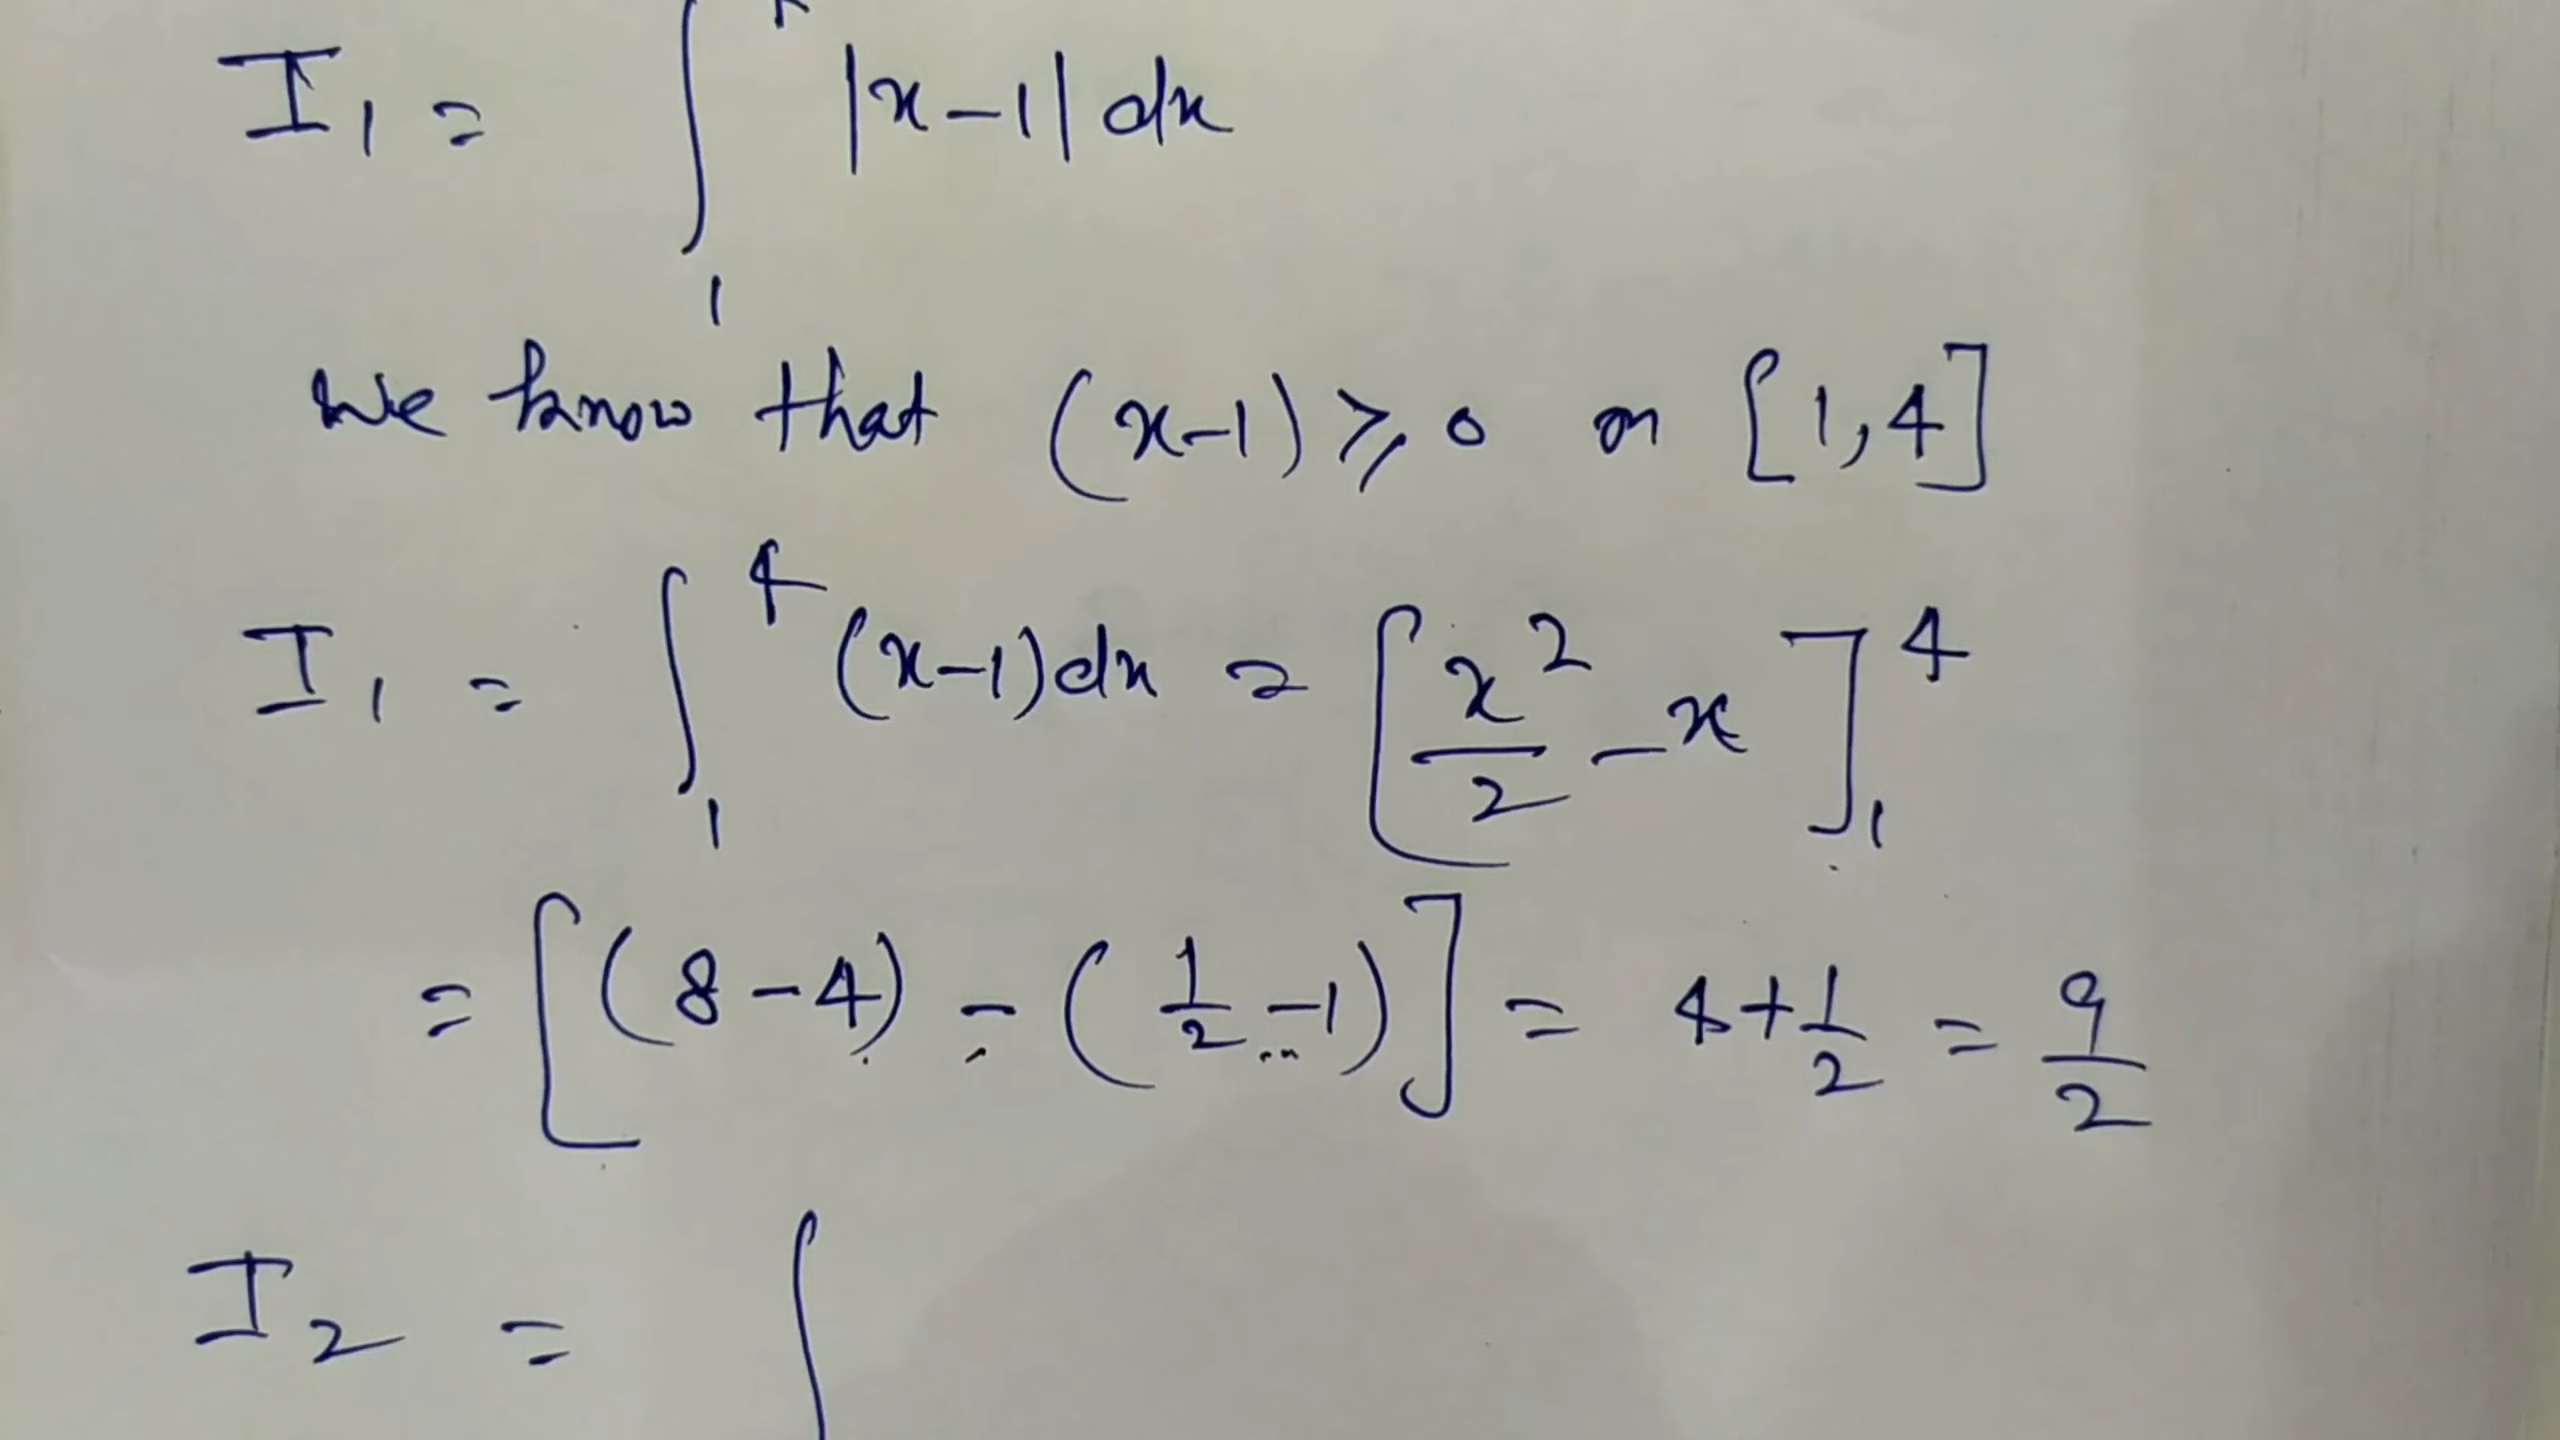 I₁ = ∫₁⁴ |x-1| dx
We know that (x-1) ⩾ 0 on [1,4]
I₁ = ∫₁⁴ (x-1)dx = [x²/2 - x]₁⁴
= [(8-4) - (1/2 - 1)] = 4 + 1/2 = 9/2
I₂ = ∫